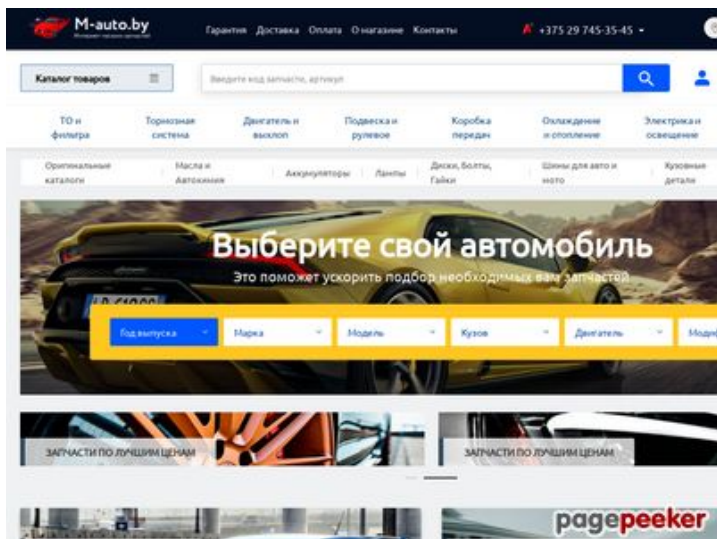 M-auto.by
Интернет-магазин автозапчастей
Гарантия Доставка Оплата О магазине Контакты
+375 29 745-35-45
Каталог товаров
Введите код запчасти, артикул
ТО и фильтра
Тормозная система
Двигатель и выхлоп
Подвеска и рулевое
Коробка передач
Охлаждение и отопление
Электрика и освещение
Оригинальные каталоги
Масла и Автохимия
Аккумуляторы
Лампы
Диски, Болты, Гайки
Шины для авто и мото
Кузовные детали
Выберите свой автомобиль
Это поможет ускорить подбор необходимых вам запчастей
Год выпуска Марка Модель Кузов Двигатель
ЗАПЧАСТИ ПО ЛУЧШИМ ЦЕНАМ
ЗАПЧАСТИ ПО ЛУЧШИМ ЦЕНАМ
pagepeeker